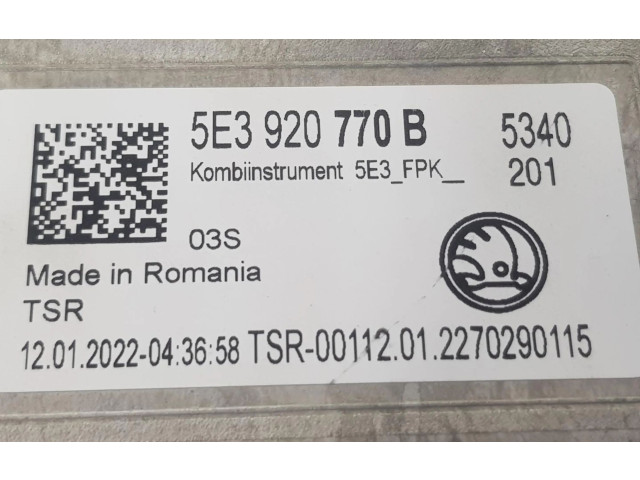 5E3 920 770 B 5340
Kombiinstrument 5E3_FPK__ 201
03S
Made in Romania
TSR
12.01.2022-04:36:58 TSR-00112.01.2270290115